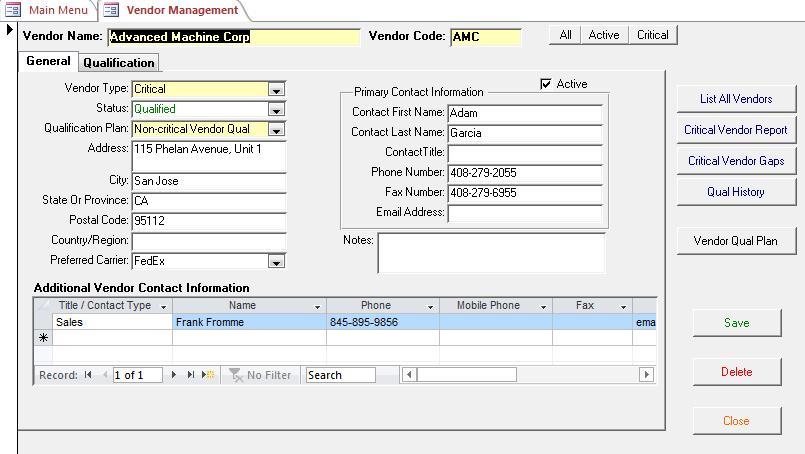 Main Menu Vendor Management
Vendor Name: Advanced Machine Corp Vendor Code: AMC All Active Critical
General Qualification
Vendor Type: Critical
Status: Qualified
Qualification Plan: Non-critical Vendor Qual
Address: 115 Phelan Avenue, Unit 1
City: San Jose
State Or Province: CA
Postal Code: 95112
Country/Region:
Preferred Carrier: FedEx
Active
Primary Contact Information
Contact First Name: Adam
Contact Last Name: Garcia
ContactTitle:
Phone Number: 408-279-2055
Fax Number: 408-279-6955
Email Address:
Notes:
List All Vendors
Critical Vendor Report
Critical Vendor Gaps
Qual History
Vendor Qual Plan
Additional Vendor Contact Information
Title / Contact Type Name Phone Mobile Phone Fax
Sales Frank Fromme 845-895-9856 ema
Record: 1 of 1 No Filter Search
Save
Delete
Close